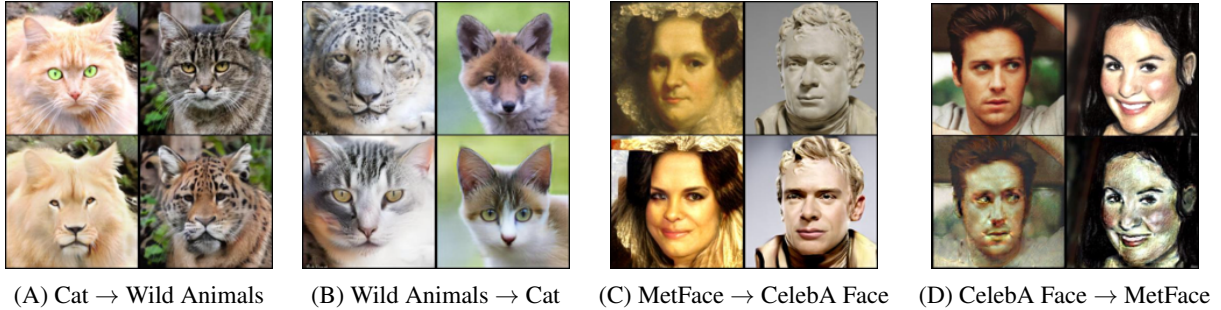 (A) Cat → Wild Animals
(B) Wild Animals → Cat
(C) MetFace → CelebA Face
(D) CelebA Face → MetFace